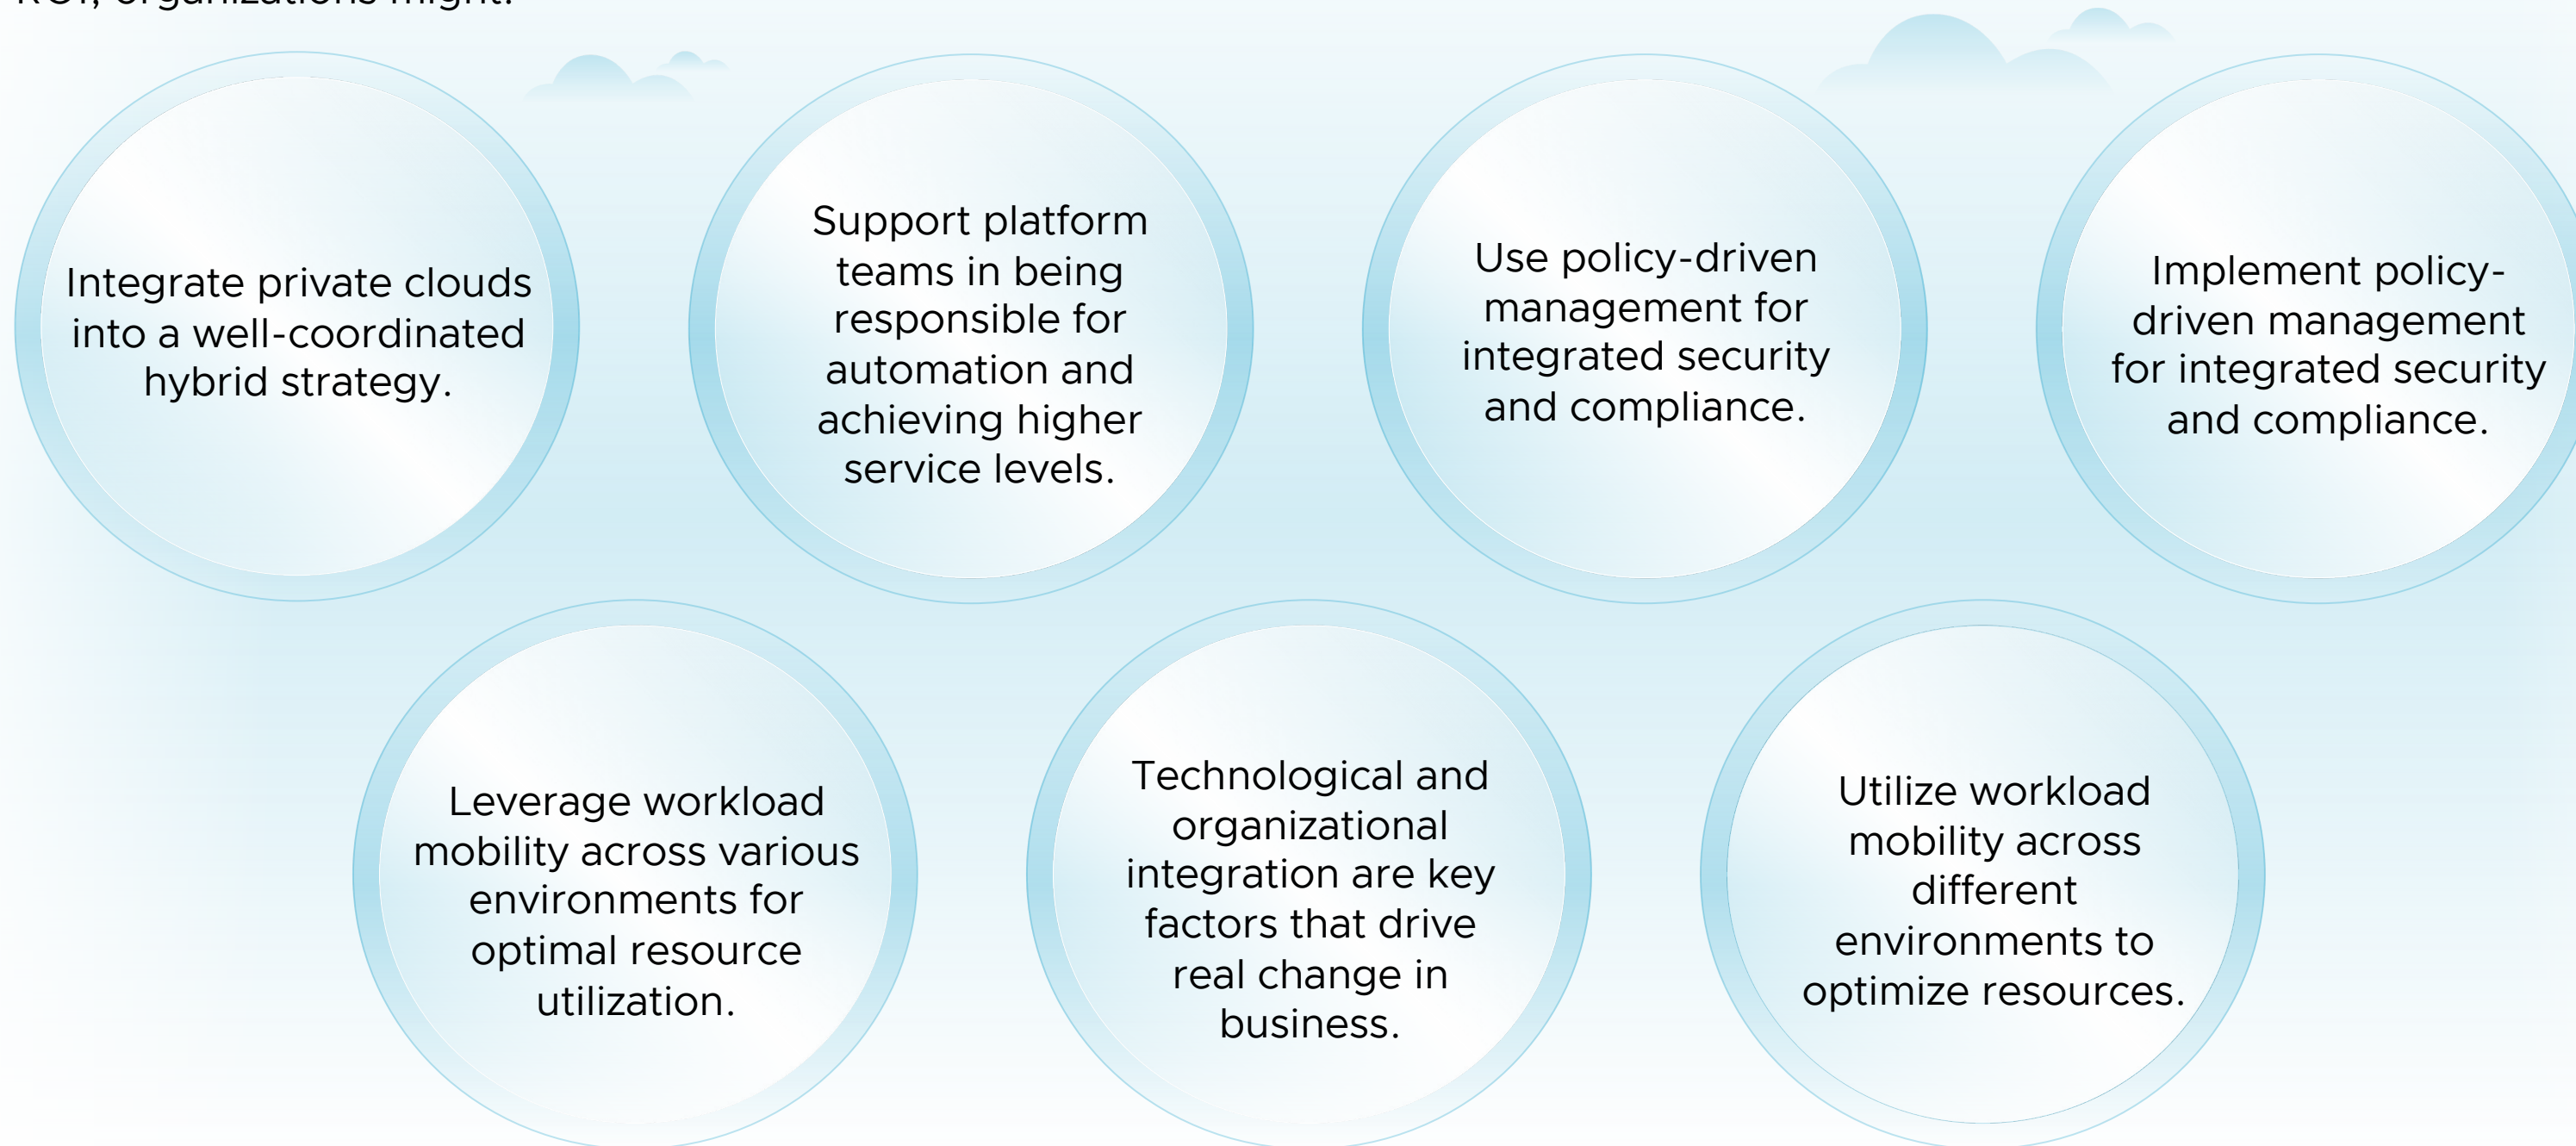 ROI, organizations might:
Integrate private clouds
into a well-coordinated
hybrid strategy.
Support platform
teams in being
responsible for
automation and
achieving higher
service levels.
Use policy-driven
management for
integrated security
and compliance.
Implement policy-
driven management
for integrated security
and compliance.
Leverage workload
mobility across various
environments for
optimal resource
utilization.
Technological and
organizational
integration are key
factors that drive
real change in
business.
Utilize workload
mobility across
different
environments to
optimize resources.